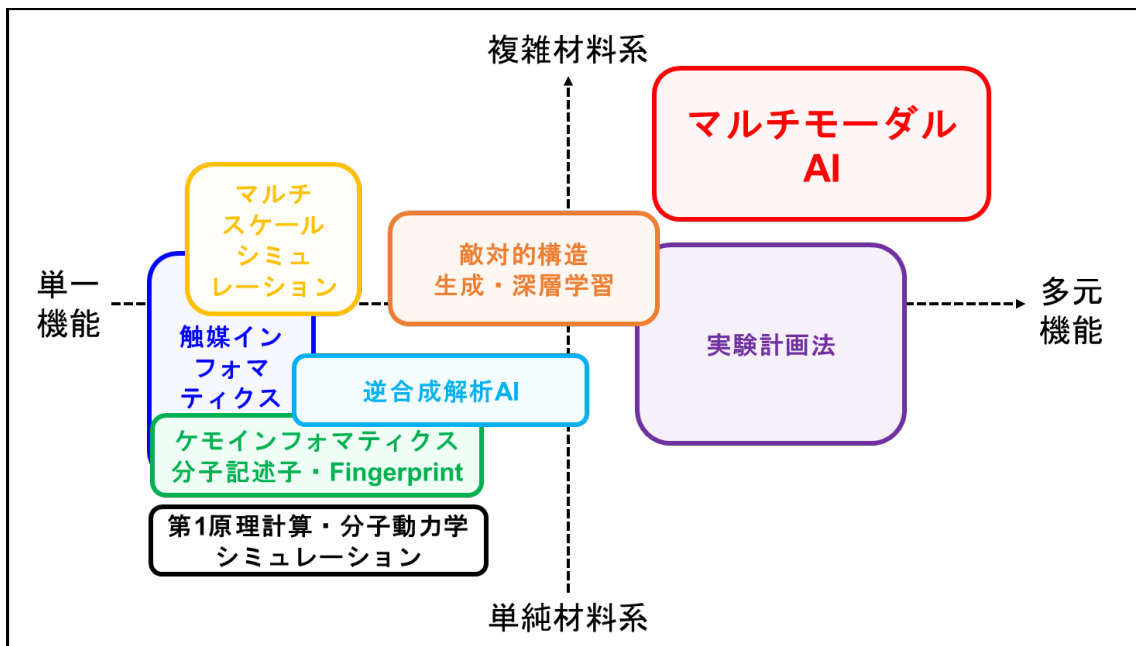 複雑材料系
マルチモーダル
AI
マルチ
スケール
シミュ
レーション
敵対的構造
生成・深層学習
単一
機能
多元
機能
触媒イン
フォマ
ティクス
実験計画法
逆合成解析AI
ケモインフォマティクス
分子記述子・Fingerprint
第1原理計算・分子動力学
シミュレーション
単純材料系